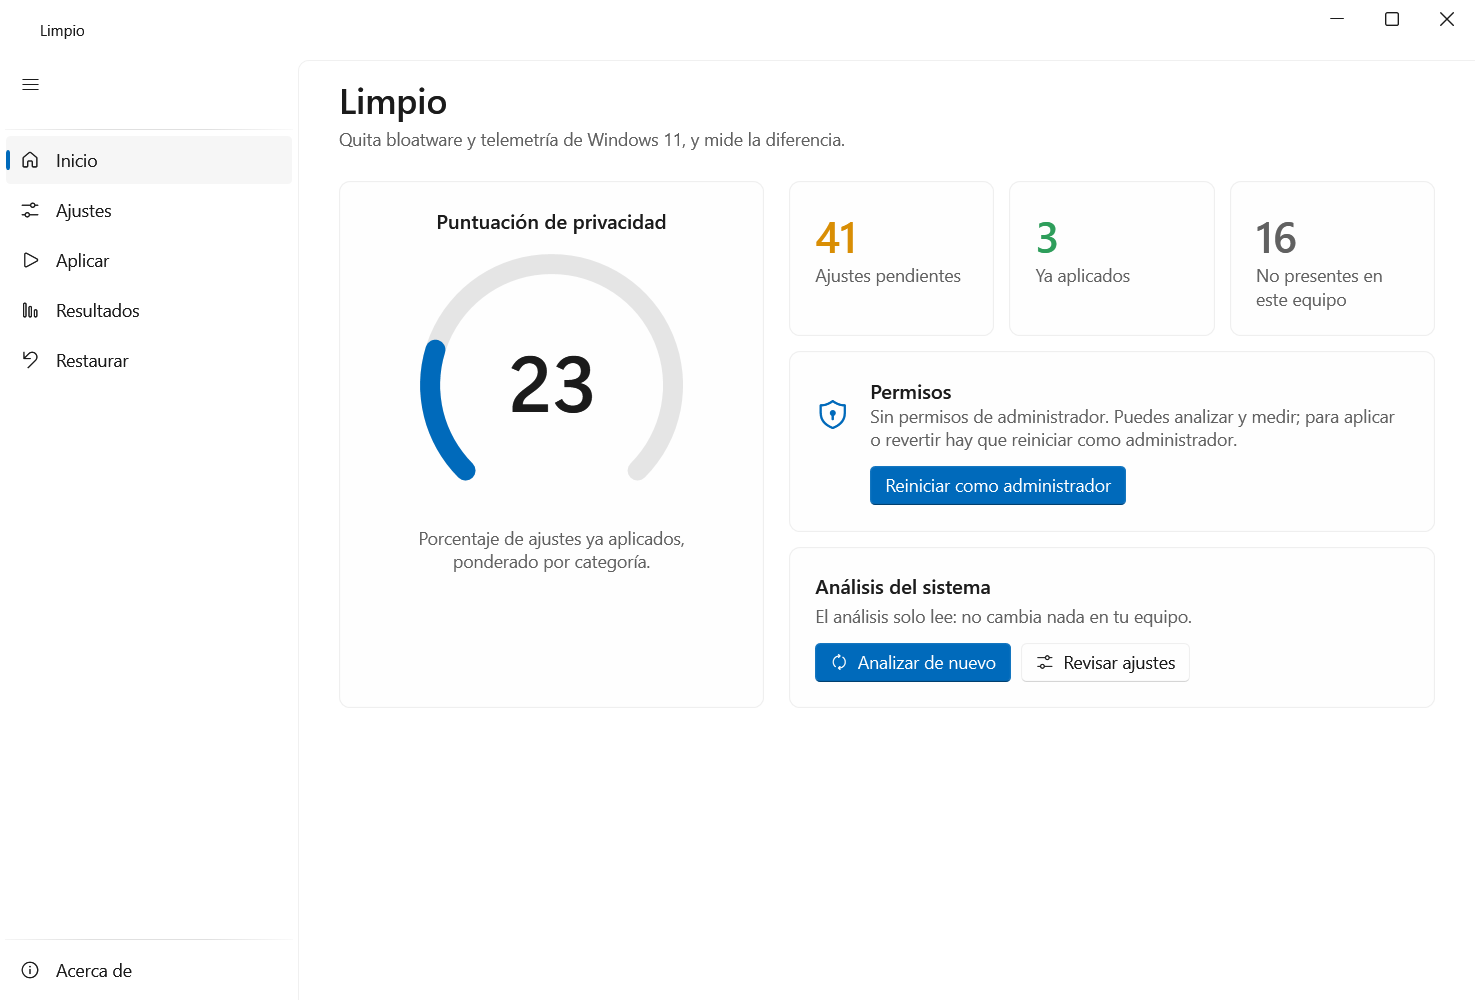 Limpio
Inicio
Ajustes
Aplicar
Resultados
Restaurar
Acerca de
Limpio
Quita bloatware y telemetría de Windows 11, y mide la diferencia.
Puntuación de privacidad
23
Porcentaje de ajustes ya aplicados,
ponderado por categoría.
41
Ajustes pendientes
3
Ya aplicados
16
No presentes en
este equipo
Permisos
Sin permisos de administrador. Puedes analizar y medir; para aplicar
o revertir hay que reiniciar como administrador.
Reiniciar como administrador
Análisis del sistema
El análisis solo lee: no cambia nada en tu equipo.
Analizar de nuevo
Revisar ajustes